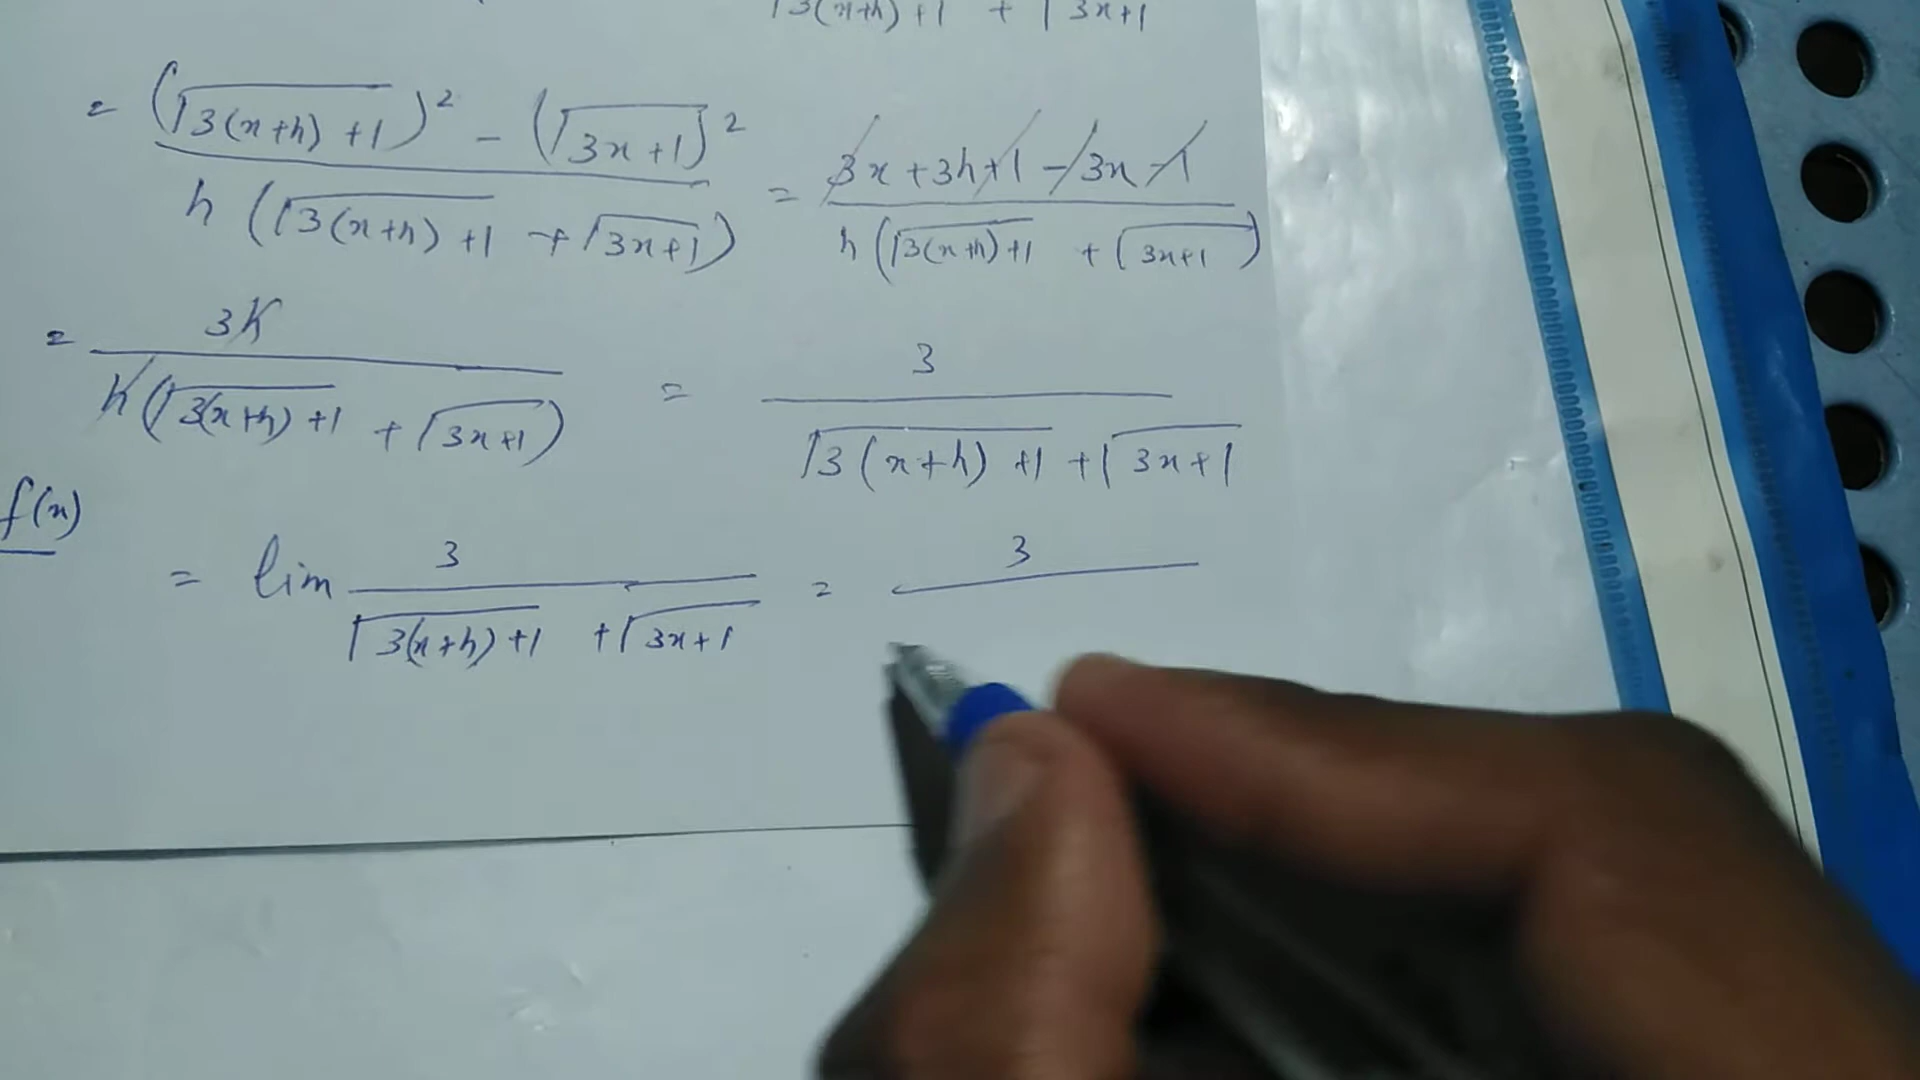 √3(x+h)+1 + √3x+1
= (√3(x+h)+1)² - (√3x+1)² / h(√3(x+h)+1 + √3x+1) = 3x+3h+1-3x-1 / h(√3(x+h)+1 + √3x+1)
= 3h / h(√3(x+h)+1 + √3x+1) = 3 / √3(x+h)+1 + √3x+1
f(x)
= lim 3 / √3(x+h)+1 + √3x+1 = 3